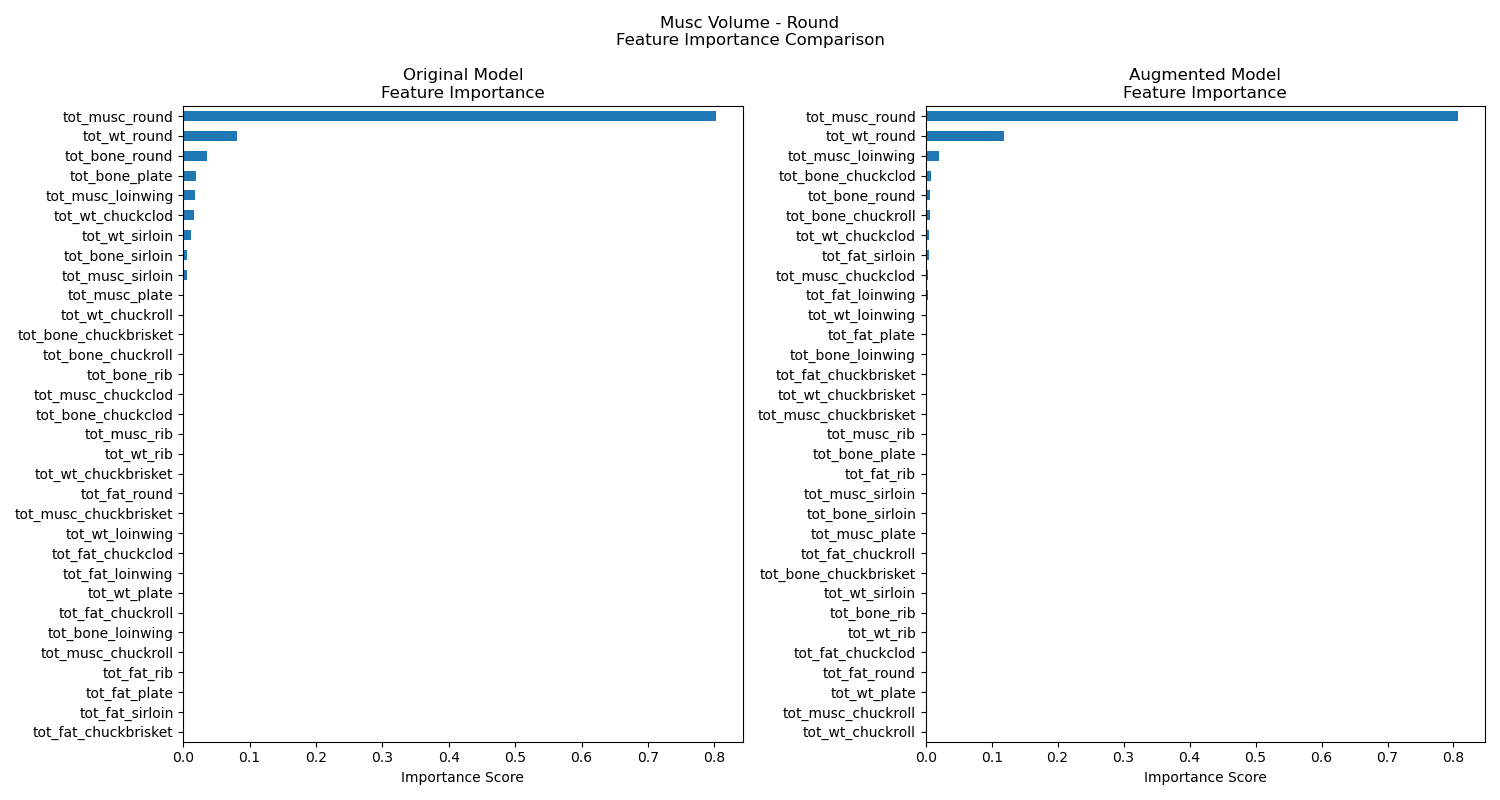 Musc Volume - Round
Feature Importance Comparison
Original Model
Feature Importance
tot_musc_round
tot_wt_round
tot_bone_round
tot_bone_plate
tot_musc_loinwing
tot_wt_chuckclod
tot_wt_sirloin
tot_bone_sirloin
tot_musc_sirloin
tot_musc_plate
tot_wt_chuckroll
tot_bone_chuckbrisket
tot_bone_chuckroll
tot_bone_rib
tot_musc_chuckclod
tot_bone_chuckclod
tot_musc_rib
tot_wt_rib
tot_wt_chuckbrisket
tot_fat_round
tot_musc_chuckbrisket
tot_wt_loinwing
tot_fat_chuckclod
tot_fat_loinwing
tot_wt_plate
tot_fat_chuckroll
tot_bone_loinwing
tot_musc_chuckroll
tot_fat_rib
tot_fat_plate
tot_fat_sirloin
tot_fat_chuckbrisket
0.0 0.1 0.2 0.3 0.4 0.5 0.6 0.7 0.8
Importance Score
Augmented Model
Feature Importance
tot_musc_round
tot_wt_round
tot_musc_loinwing
tot_bone_chuckclod
tot_bone_round
tot_bone_chuckroll
tot_wt_chuckclod
tot_fat_sirloin
tot_musc_chuckclod
tot_fat_loinwing
tot_wt_loinwing
tot_fat_plate
tot_bone_loinwing
tot_fat_chuckbrisket
tot_wt_chuckbrisket
tot_musc_chuckbrisket
tot_musc_rib
tot_bone_plate
tot_fat_rib
tot_musc_sirloin
tot_bone_sirloin
tot_musc_plate
tot_fat_chuckroll
tot_bone_chuckbrisket
tot_wt_sirloin
tot_bone_rib
tot_wt_rib
tot_fat_chuckclod
tot_fat_round
tot_wt_plate
tot_musc_chuckroll
tot_wt_chuckroll
0.0 0.1 0.2 0.3 0.4 0.5 0.6 0.7 0.8
Importance Score